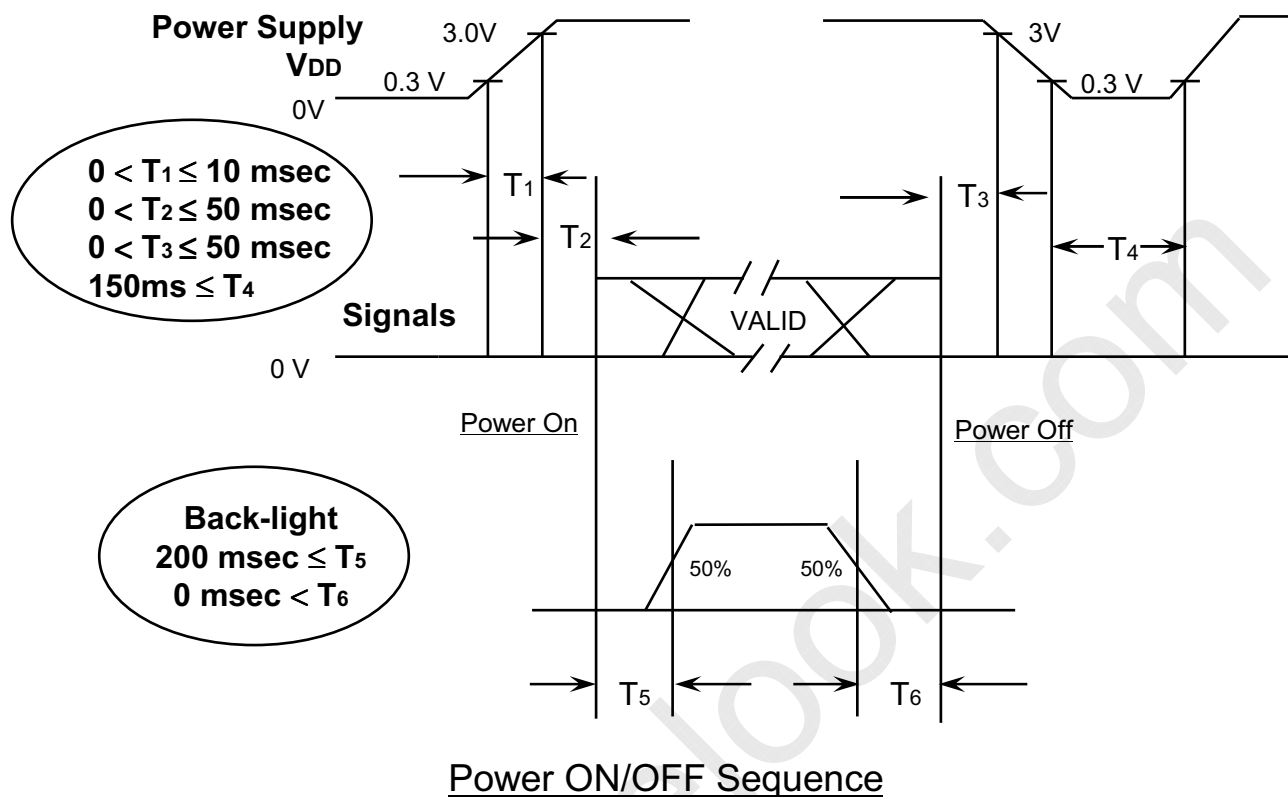 Power Supply
VDD
3.0V
0.3 V
0V
3V
0.3 V
0 < T1 ≤ 10 msec
0 < T2 ≤ 50 msec
0 < T3 ≤ 50 msec
150ms ≤ T4
T1
T2
T3
T4
Signals
VALID
0 V
Power On
Power Off
Back-light
200 msec ≤ T5
0 msec < T6
50%
50%
T5
T6
Power ON/OFF Sequence
look.com